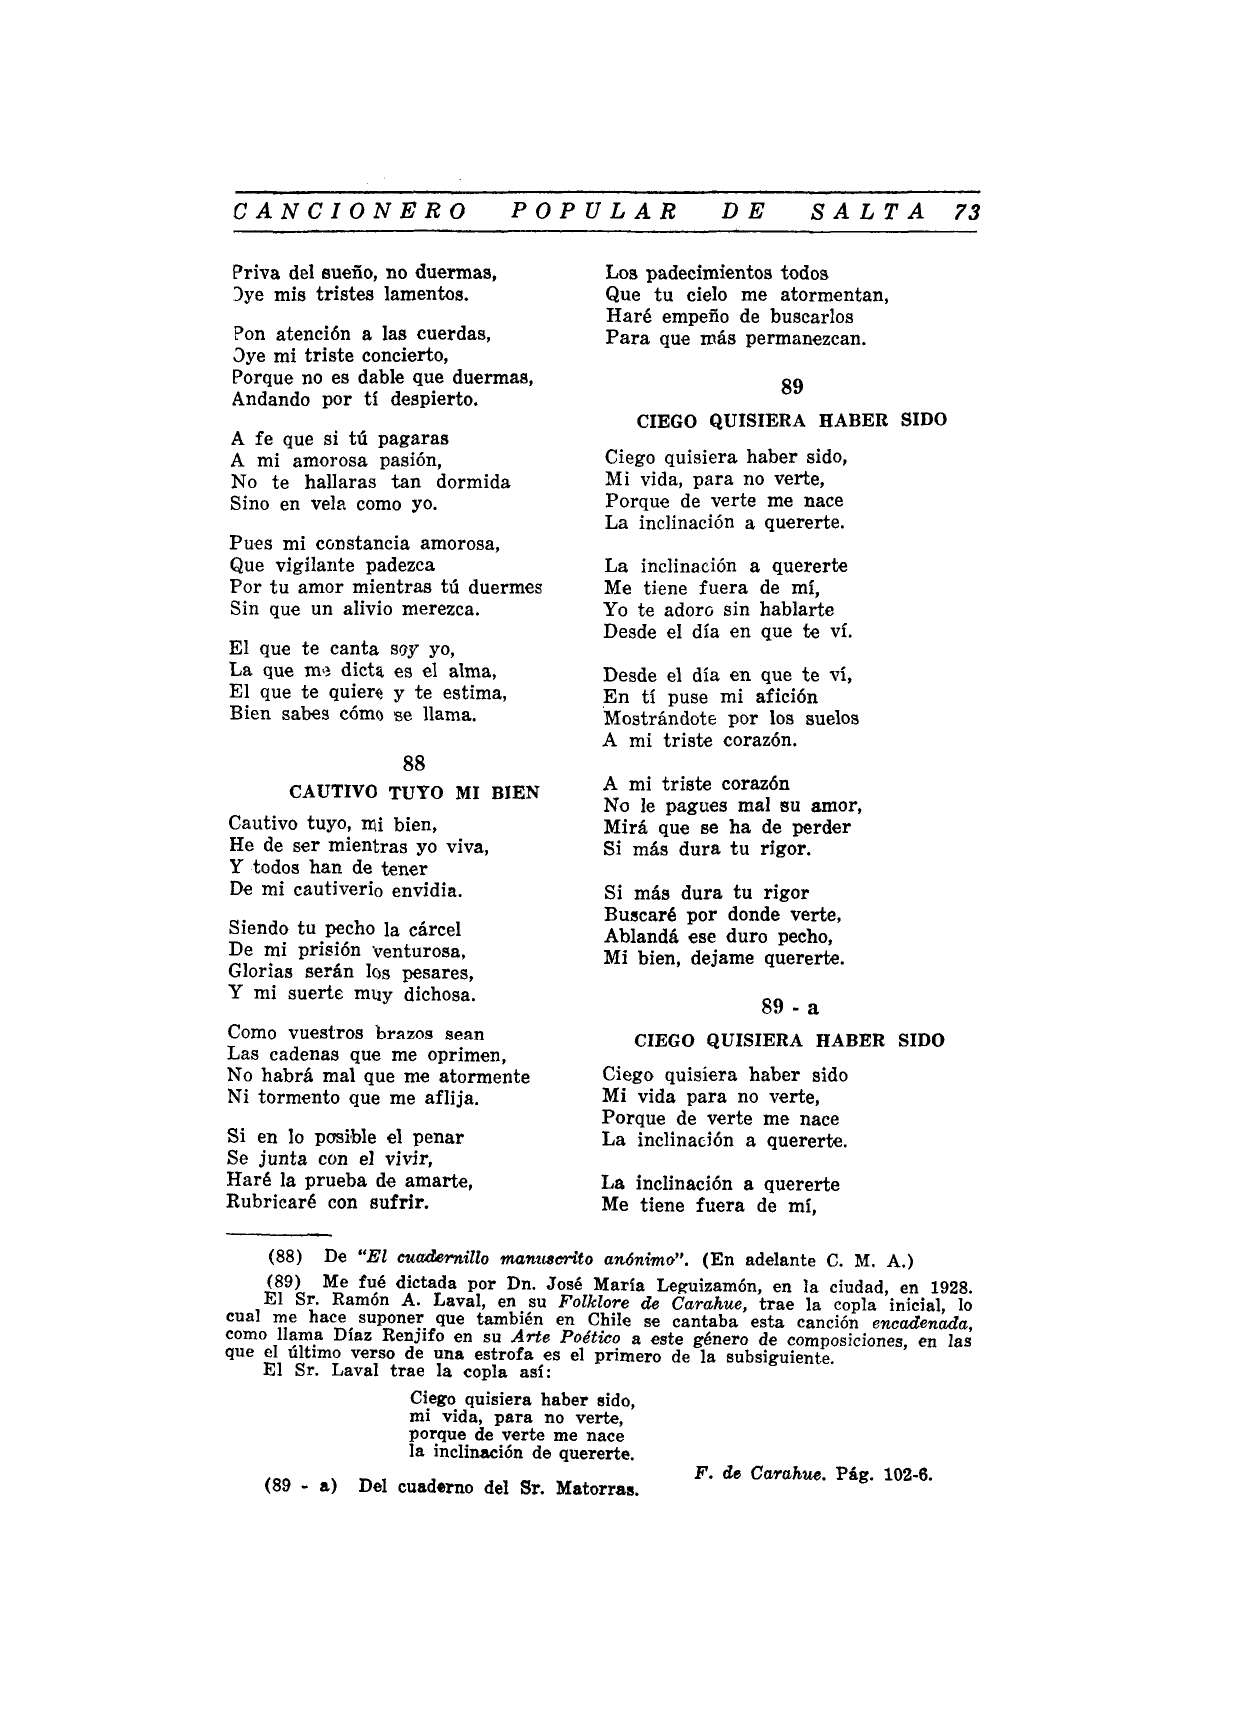 CANCIONERO POPULAR DE SALTA 73
Priva del sueño, no duermas,
Oye mis tristes lamentos.
Pon atención a las cuerdas,
Oye mi triste concierto,
Porque no es dable que duermas,
Andando por tí despierto.
A fe que si tú pagaras
A mi amorosa pasión,
No te hallaras tan dormida
Sino en vela como yo.
Pues mi constancia amorosa,
Que vigilante padezca
Por tu amor mientras tú duermes
Sin que un alivio merezca.
El que te canta soy yo,
La que me dicta es el alma,
El que te quiere y te estima,
Bien sabes cómo se llama.
88
CAUTIVO TUYO MI BIEN
Cautivo tuyo, mi bien,
He de ser mientras yo viva,
Y todos han de tener
De mi cautiverio envidia.
Siendo tu pecho la cárcel
De mi prisión venturosa,
Glorias serán los pesares,
Y mi suerte muy dichosa.
Como vuestros brazos sean
Las cadenas que me oprimen,
No habrá mal que me atormente
Ni tormento que me aflija.
Si en lo posible el penar
Se junta con el vivir,
Haré la prueba de amarte,
Rubricaré con sufrir.
Los padecimientos todos
Que tu cielo me atormentan,
Haré empeño de buscarlos
Para que más permanezcan.
89
CIEGO QUISIERA HABER SIDO
Ciego quisiera haber sido,
Mi vida, para no verte,
Porque de verte me nace
La inclinación a quererte.
La inclinación a quererte
Me tiene fuera de mí,
Yo te adoro sin hablarte
Desde el día en que te ví.
Desde el día en que te ví,
En tí puse mi afición
Mostrándote por los suelos
A mi triste corazón.
A mi triste corazón
No le pagues mal su amor,
Mirá que se ha de perder
Si más dura tu rigor.
Si más dura tu rigor
Buscaré por donde verte,
Ablandá ese duro pecho,
Mi bien, dejame quererte.
89 - a
CIEGO QUISIERA HABER SIDO
Ciego quisiera haber sido
Mi vida para no verte,
Porque de verte me nace
La inclinación a quererte.
La inclinación a quererte
Me tiene fuera de mí,
(88) De "El cuadernillo manuscrito anónimo". (En adelante C. M. A.)
(89) Me fué dictada por Dn. José María Leguizamón, en la ciudad, en 1928.
El Sr. Ramón A. Laval, en su Folklore de Carahue, trae la copla inicial, lo
cual me hace suponer que también en Chile se cantaba esta canción encadenada,
como llama Díaz Renjifo en su Arte Poético a este género de composiciones, en las
que el último verso de una estrofa es el primero de la subsiguiente.
El Sr. Laval trae la copla así:
Ciego quisiera haber sido,
mi vida, para no verte,
porque de verte me nace
la inclinación de quererte.
F. de Carahue. Pág. 102-6.
(89 - a) Del cuaderno del Sr. Matorras.